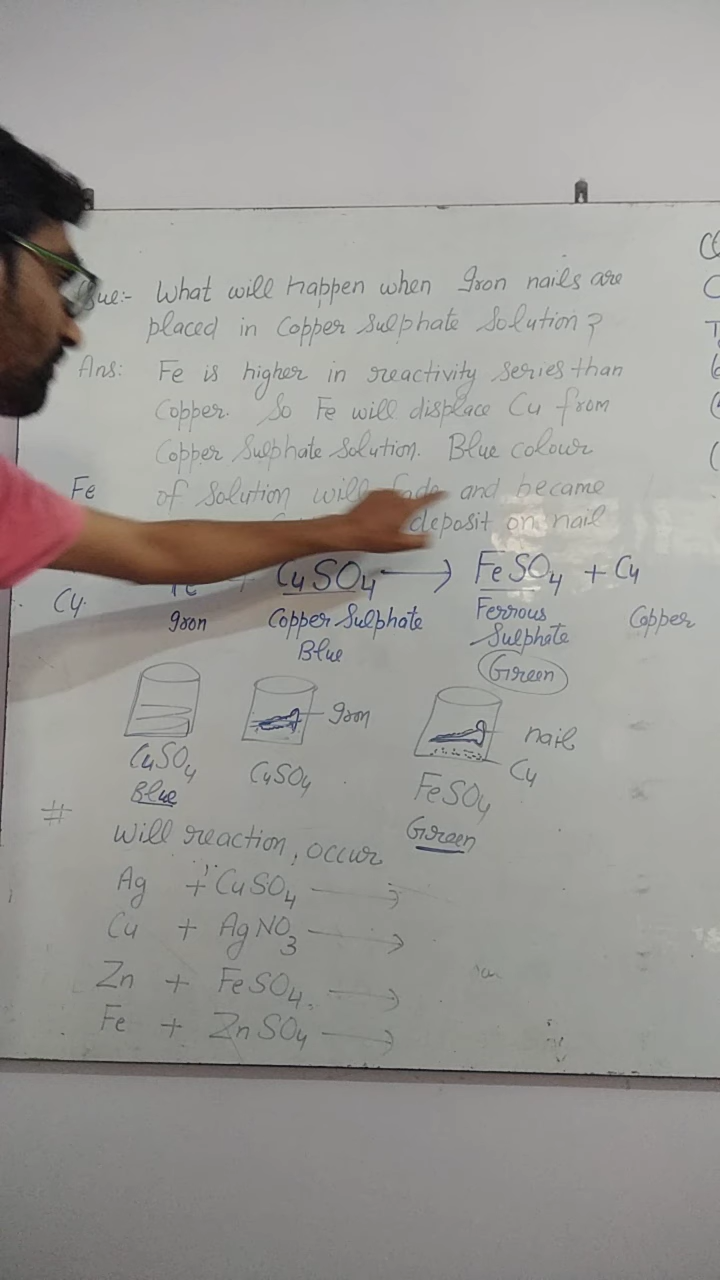 Que:- What will happen when Iron nails are
placed in Copper Sulphate Solution?
Ans: Fe is higher in reactivity series than
Copper. So Fe will displace Cu from
Copper Sulphate Solution. Blue colour
Fe of Solution will fade and became
deposit on nail
Cu + CuSO4 → FeSO4 + Cu
Iron Copper Sulphate Ferrous Sulphate Copper
Blue Green
Iron nail
Cu
CuSO4 CuSO4 FeSO4
Blue Green
# Will reaction, occur
Ag + CuSO4 →
Cu + AgNO3 →
Zn + FeSO4 →
Fe + ZnSO4 →